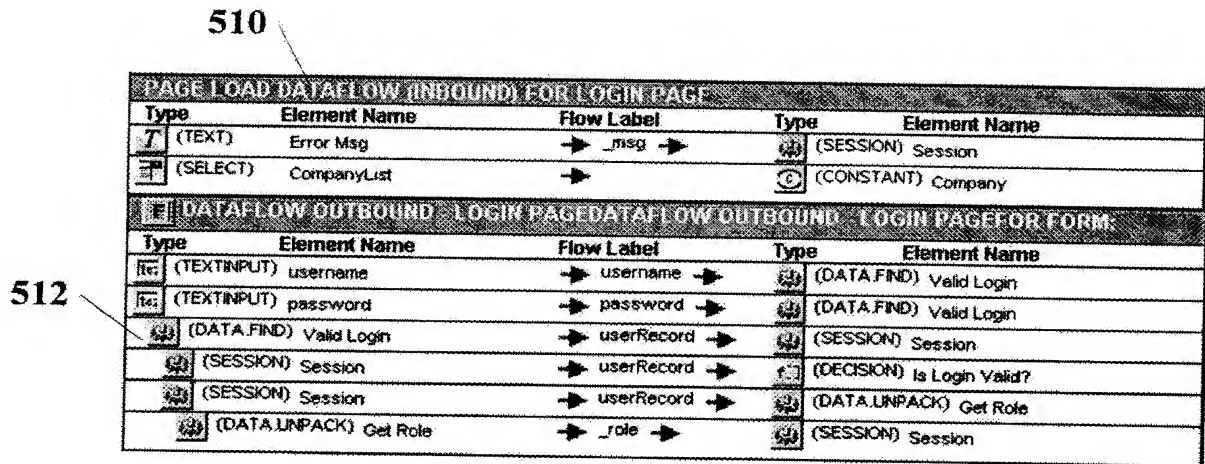 510
PAGE LOAD DATAFLOW (INBOUND) FOR LOGIN PAGE
Type Element Name Flow Label Type Element Name
T (TEXT) Error Msg _msg (SESSION) Session
(SELECT) CompanyList C (CONSTANT) Company
F DATAFLOW OUTBOUND - LOGIN PAGEDATAFLOW OUTBOUND - LOGIN PAGEFOR FORM:
Type Element Name Flow Label Type Element Name
(TEXTINPUT) username username (DATA.FIND) Valid Login
512
(TEXTINPUT) password password (DATA.FIND) Valid Login
(DATA.FIND) Valid Login userRecord (SESSION) Session
(SESSION) Session userRecord (DECISION) Is Login Valid?
(SESSION) Session userRecord (DATA.UNPACK) Get Role
(DATA.UNPACK) Get Role _role (SESSION) Session